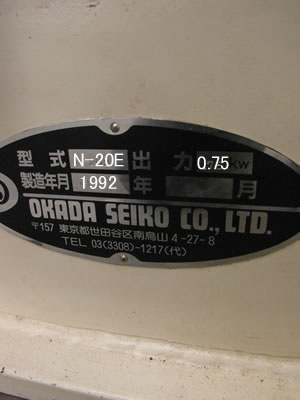 型式 N-20E 出力 0.75 KW
製造年月 1992 年 月
OKADA SEIKO CO., LTD.
〒157 東京都世田谷区南烏山4-27-8
TEL 03(3308)-1217(代)